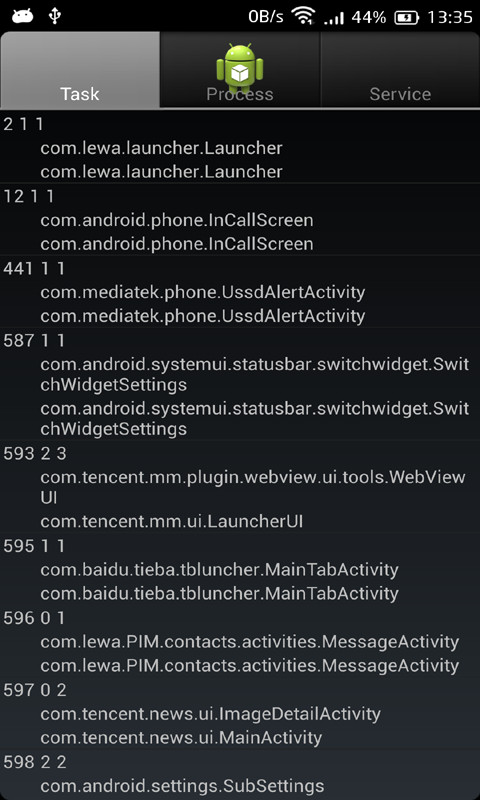 0B/s 44% 13:35
Task Process Service
2 1 1
com.lewa.launcher.Launcher
com.lewa.launcher.Launcher
12 1 1
com.android.phone.InCallScreen
com.android.phone.InCallScreen
441 1 1
com.mediatek.phone.UssdAlertActivity
com.mediatek.phone.UssdAlertActivity
587 1 1
com.android.systemui.statusbar.switchwidget.Swit
chWidgetSettings
com.android.systemui.statusbar.switchwidget.Swit
chWidgetSettings
593 2 3
com.tencent.mm.plugin.webview.ui.tools.WebView
UI
com.tencent.mm.ui.LauncherUI
595 1 1
com.baidu.tieba.tbluncher.MainTabActivity
com.baidu.tieba.tbluncher.MainTabActivity
596 0 1
com.lewa.PIM.contacts.activities.MessageActivity
com.lewa.PIM.contacts.activities.MessageActivity
597 0 2
com.tencent.news.ui.ImageDetailActivity
com.tencent.news.ui.MainActivity
598 2 2
com.android.settings.SubSettings